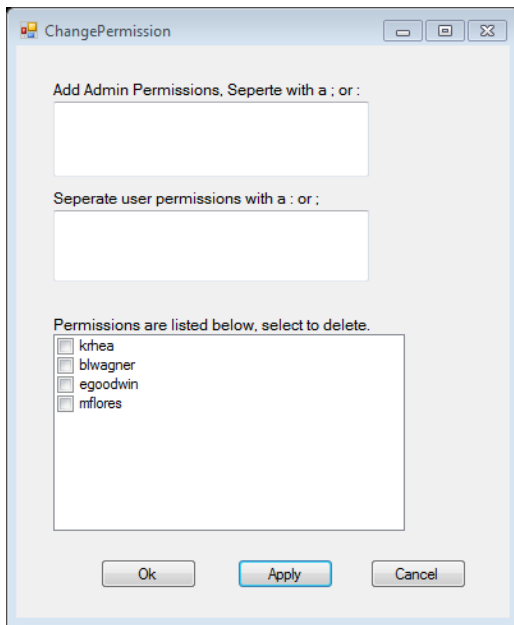 ChangePermission
Add Admin Permissions, Seperte with a ; or :
Seperate user permissions with a : or ;
Permissions are listed below, select to delete.
krhea
blwagner
egoodwin
mflores
Ok Apply Cancel